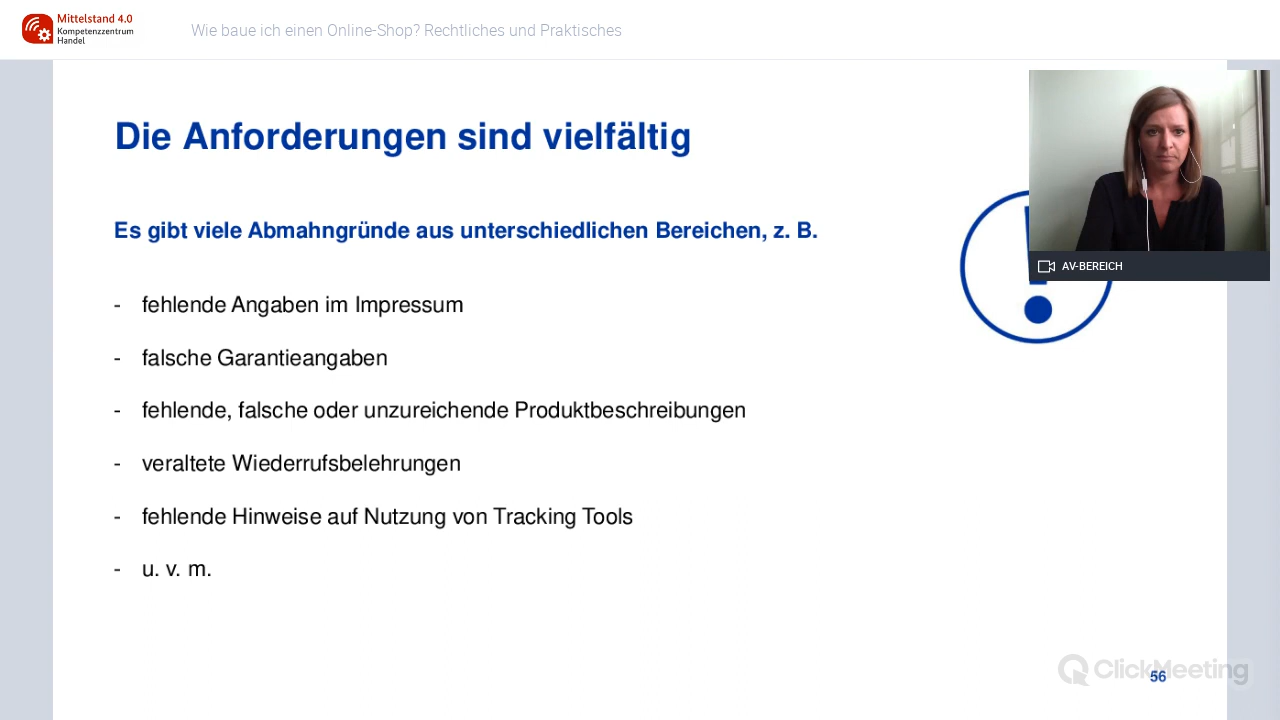 Mittelstand 4.0
Kompetenzzentrum
Handel
Wie baue ich einen Online-Shop? Rechtliches und Praktisches
Die Anforderungen sind vielfältig
Es gibt viele Abmahngründe aus unterschiedlichen Bereichen, z. B.
- fehlende Angaben im Impressum
- falsche Garantieangaben
- fehlende, falsche oder unzureichende Produktbeschreibungen
- veraltete Wiederrufsbelehrungen
- fehlende Hinweise auf Nutzung von Tracking Tools
- u. v. m.
AV-BEREICH
ClickMeeting
56